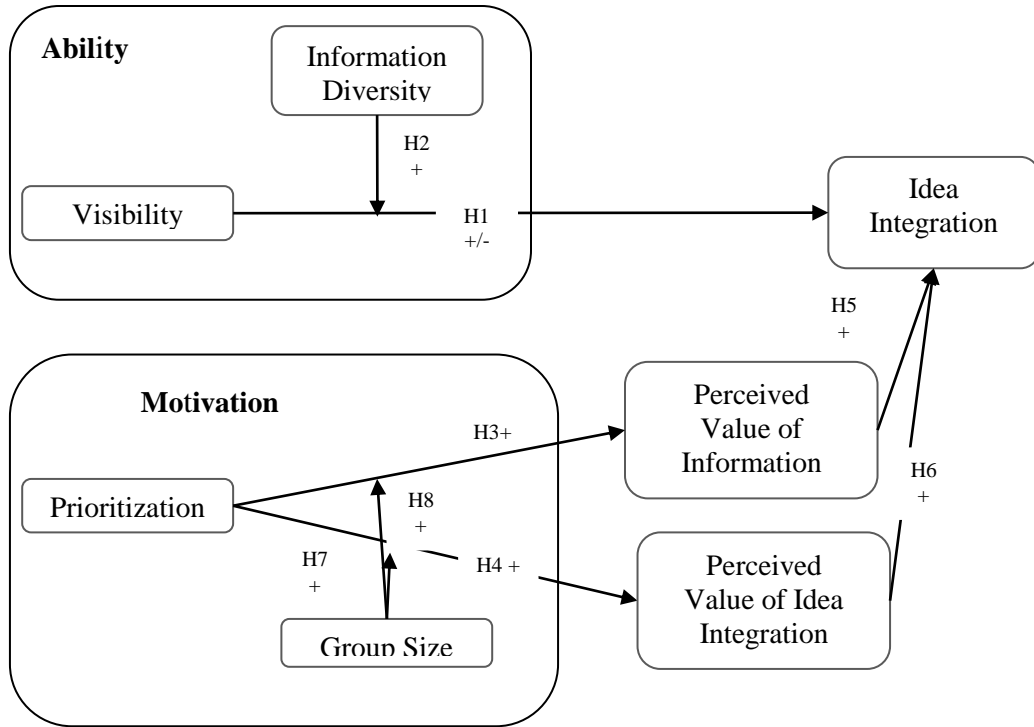 Ability
Information
Diversity
H2
+
Visibility
H1
+/-
Idea
Integration
H5
+
Motivation
Perceived
Value of
Information
H3+
H6
+
Prioritization
H8
+
H7
+
H4 +
Perceived
Value of Idea
Integration
Group Size